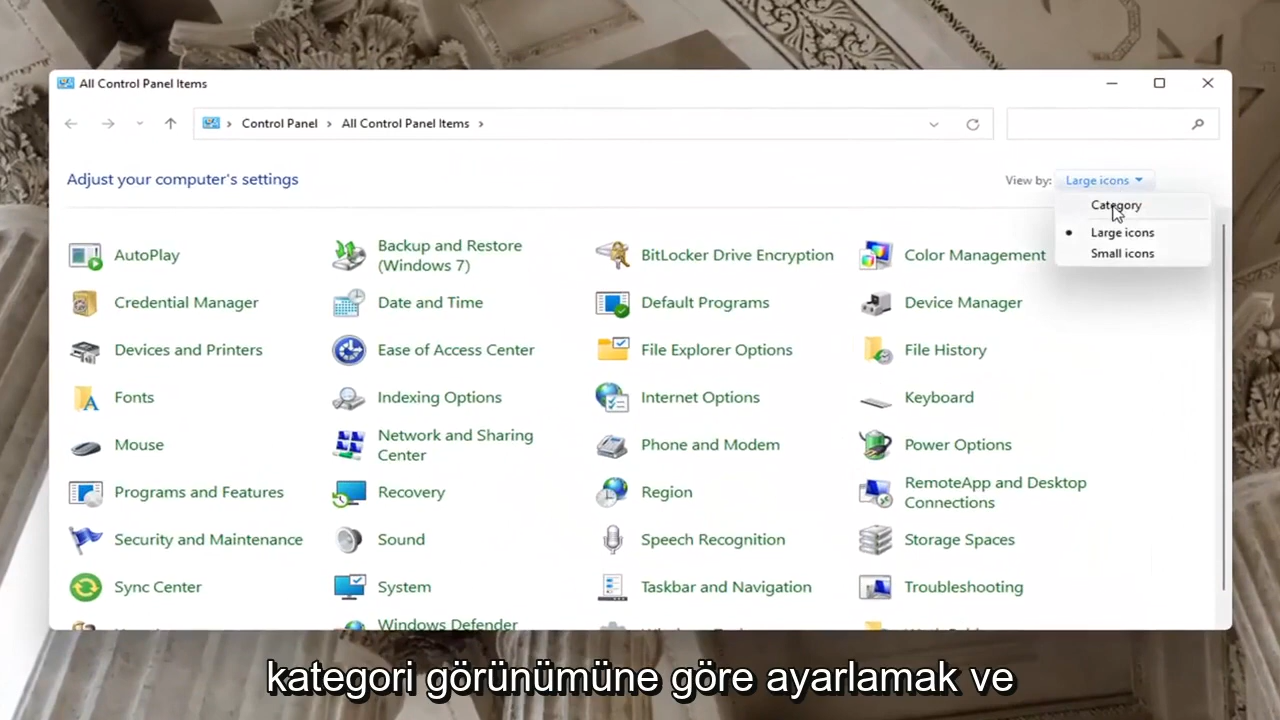 All Control Panel Items
Control Panel
All Control Panel Items
Adjust your computer's settings
View by:
Large icons
Category
Large icons
Small icons
AutoPlay
Backup and Restore
(Windows 7)
BitLocker Drive Encryption
Color Management
Credential Manager
Date and Time
Default Programs
Device Manager
Devices and Printers
Ease of Access Center
File Explorer Options
File History
Fonts
Indexing Options
Internet Options
Keyboard
Mouse
Network and Sharing
Center
Phone and Modem
Power Options
Programs and Features
Recovery
Region
RemoteApp and Desktop
Connections
Security and Maintenance
Sound
Speech Recognition
Storage Spaces
Sync Center
System
Taskbar and Navigation
Troubleshooting
Windows Defender
kategori görünümüne göre ayarlamak ve